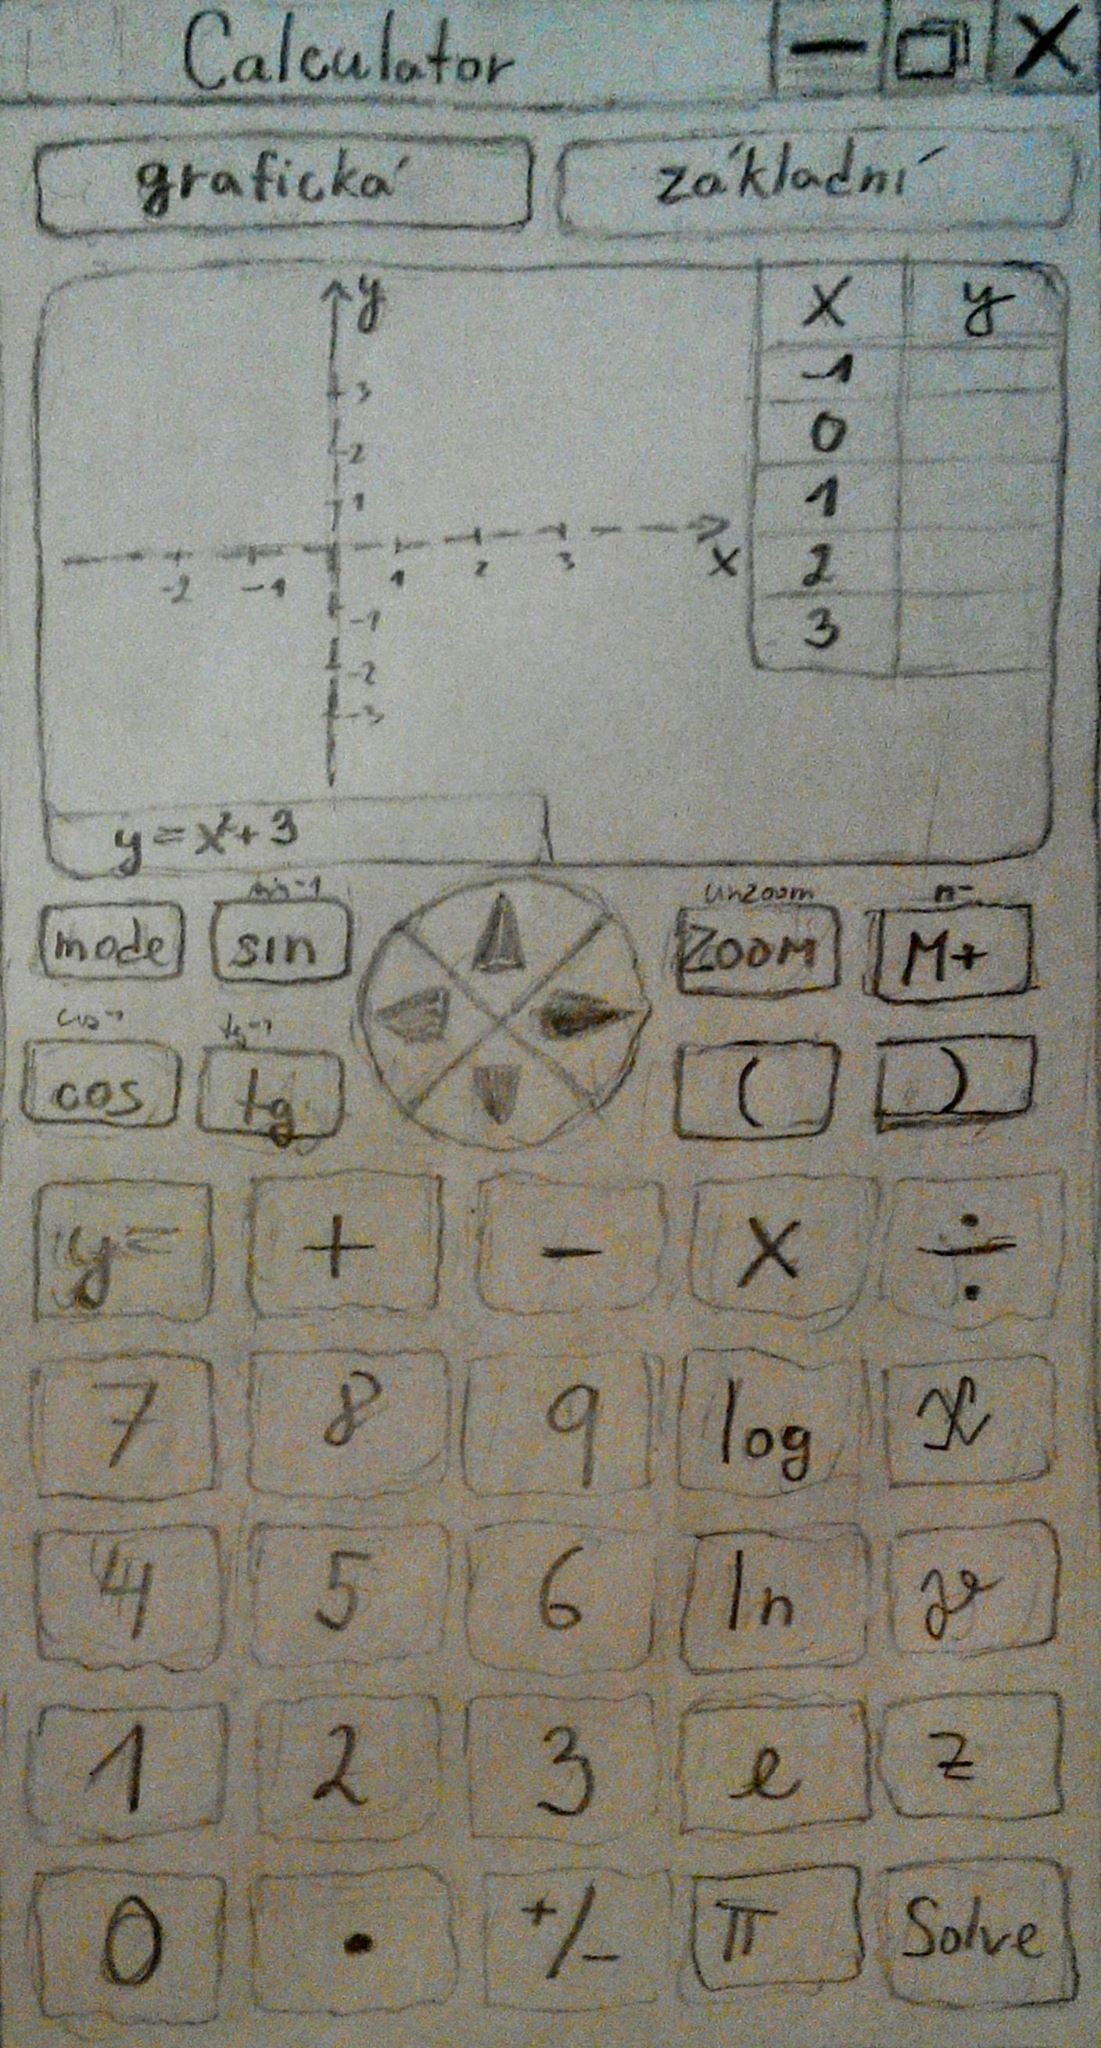 Calculator
grafická základní
y
x y
3
2
1
-2 -1 1 2 3 x
-1
-2
-3
-1
0
1
2
3
y = x² + 3
sin-1 unzoom m-
mode sin ZOOM M+
cos-1 tg-1
cos tg ( )
y= + - × ÷
7 8 9 log x
4 5 6 ln y
1 2 3 e z
0 . +/- π Solve